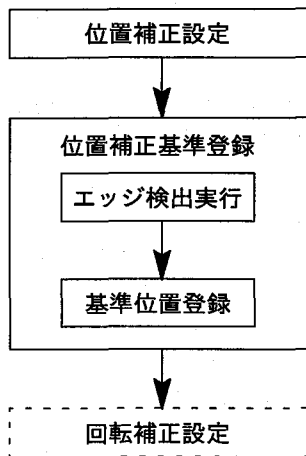 位置補正設定
位置補正基準登録
エッジ検出実行
基準位置登録
回転補正設定